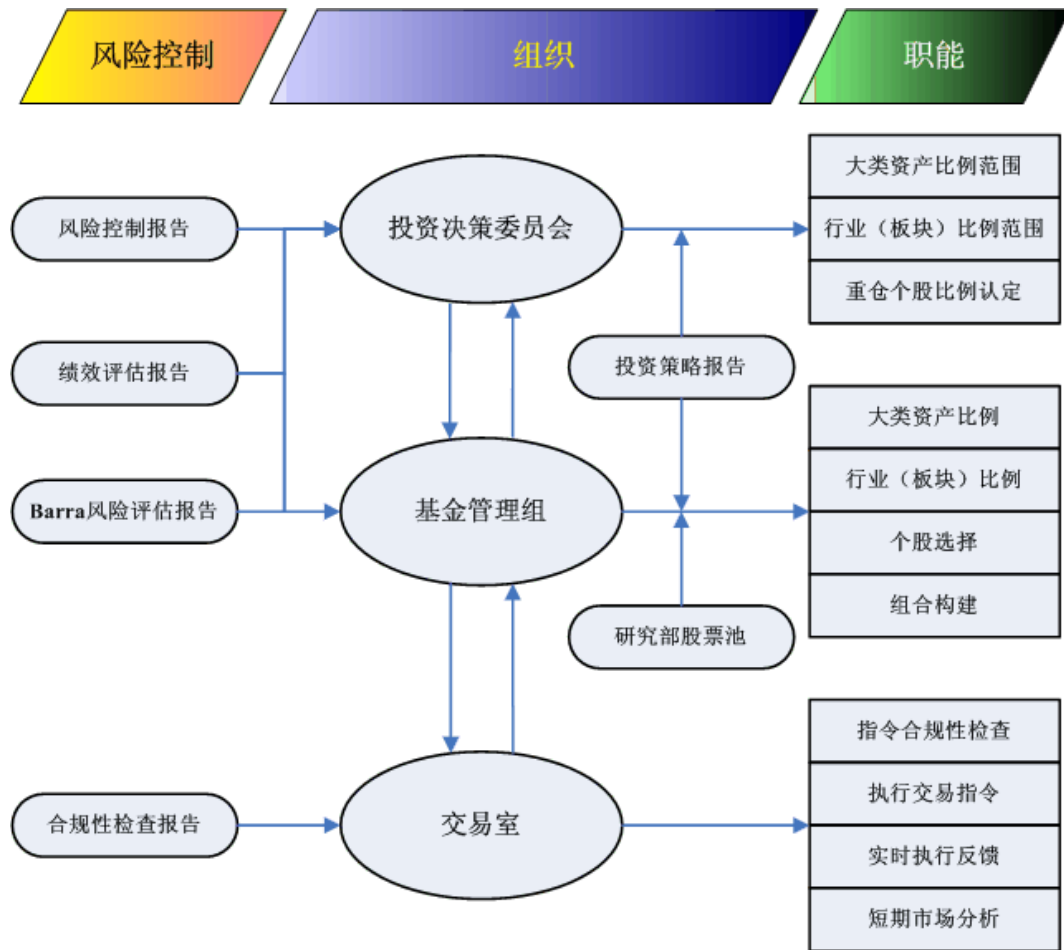 风险控制
组织
职能
风险控制报告
绩效评估报告
Barra风险评估报告
合规性检查报告
投资决策委员会
基金管理组
交易室
投资策略报告
研究部股票池
大类资产比例范围
行业（板块）比例范围
重仓个股比例认定
大类资产比例
行业（板块）比例
个股选择
组合构建
指令合规性检查
执行交易指令
实时执行反馈
短期市场分析